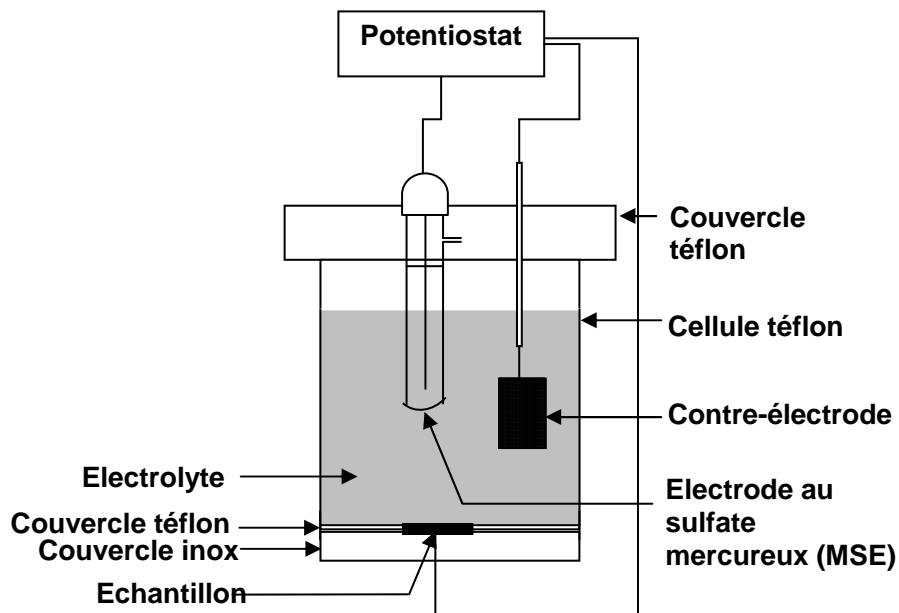 Potentiostat
Couvercle
téflon
Cellule téflon
Contre-électrode
Electrolyte
Electrode au
sulfate
mercureux (MSE)
Couvercle téflon
Couvercle inox
Echantillon